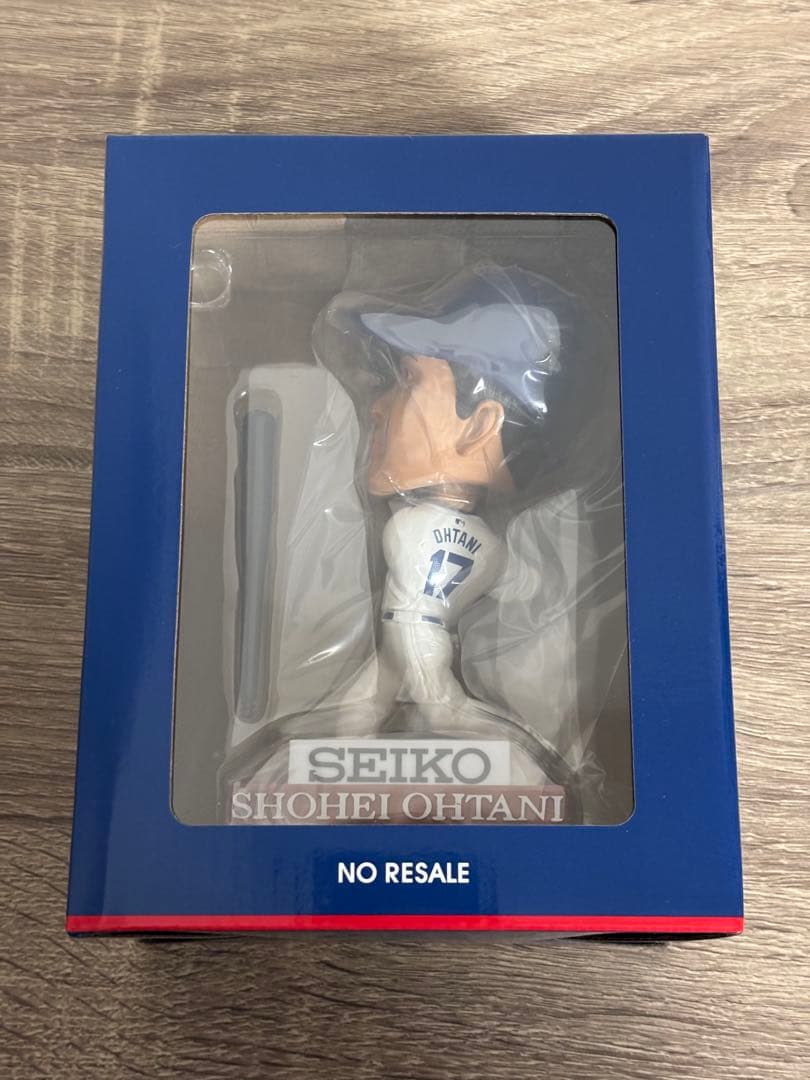 OHTANI
17
SEIKO
SHOHEI OHTANI
NO RESALE